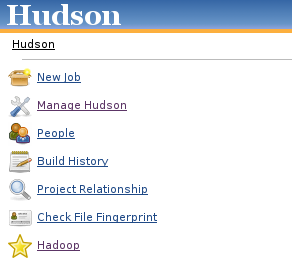 Hudson
Hudson
New Job
Manage Hudson
People
Build History
Project Relationship
Check File Fingerprint
Hadoop